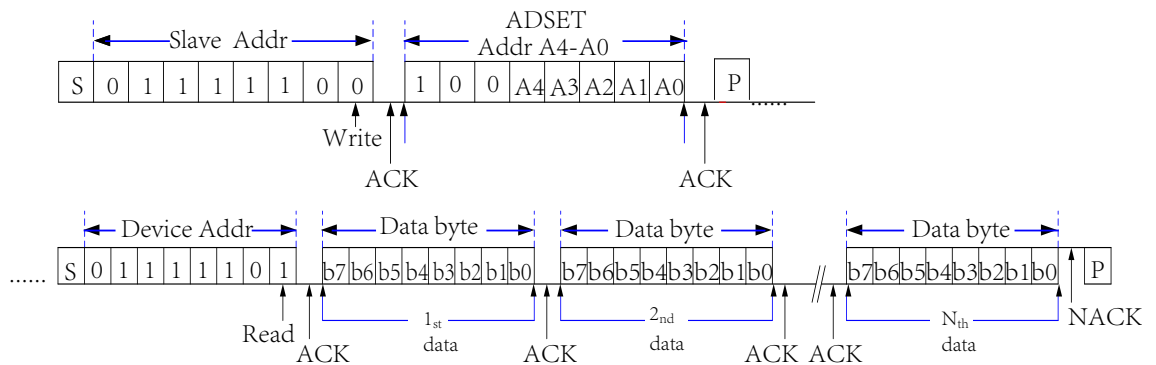 ADSET
Slave Addr Addr A4-A0
S 0 1 1 1 1 1 0 0 1 0 0 A4 A3 A2 A1 A0 P
......
Write
ACK ACK
Device Addr Data byte Data byte Data byte
...... S 0 1 1 1 1 1 0 1 b7 b6 b5 b4 b3 b2 b1 b0 b7 b6 b5 b4 b3 b2 b1 b0 // b7 b6 b5 b4 b3 b2 b1 b0 P
Read 1st 2nd Nth NACK
data data data
ACK ACK ACK ACK